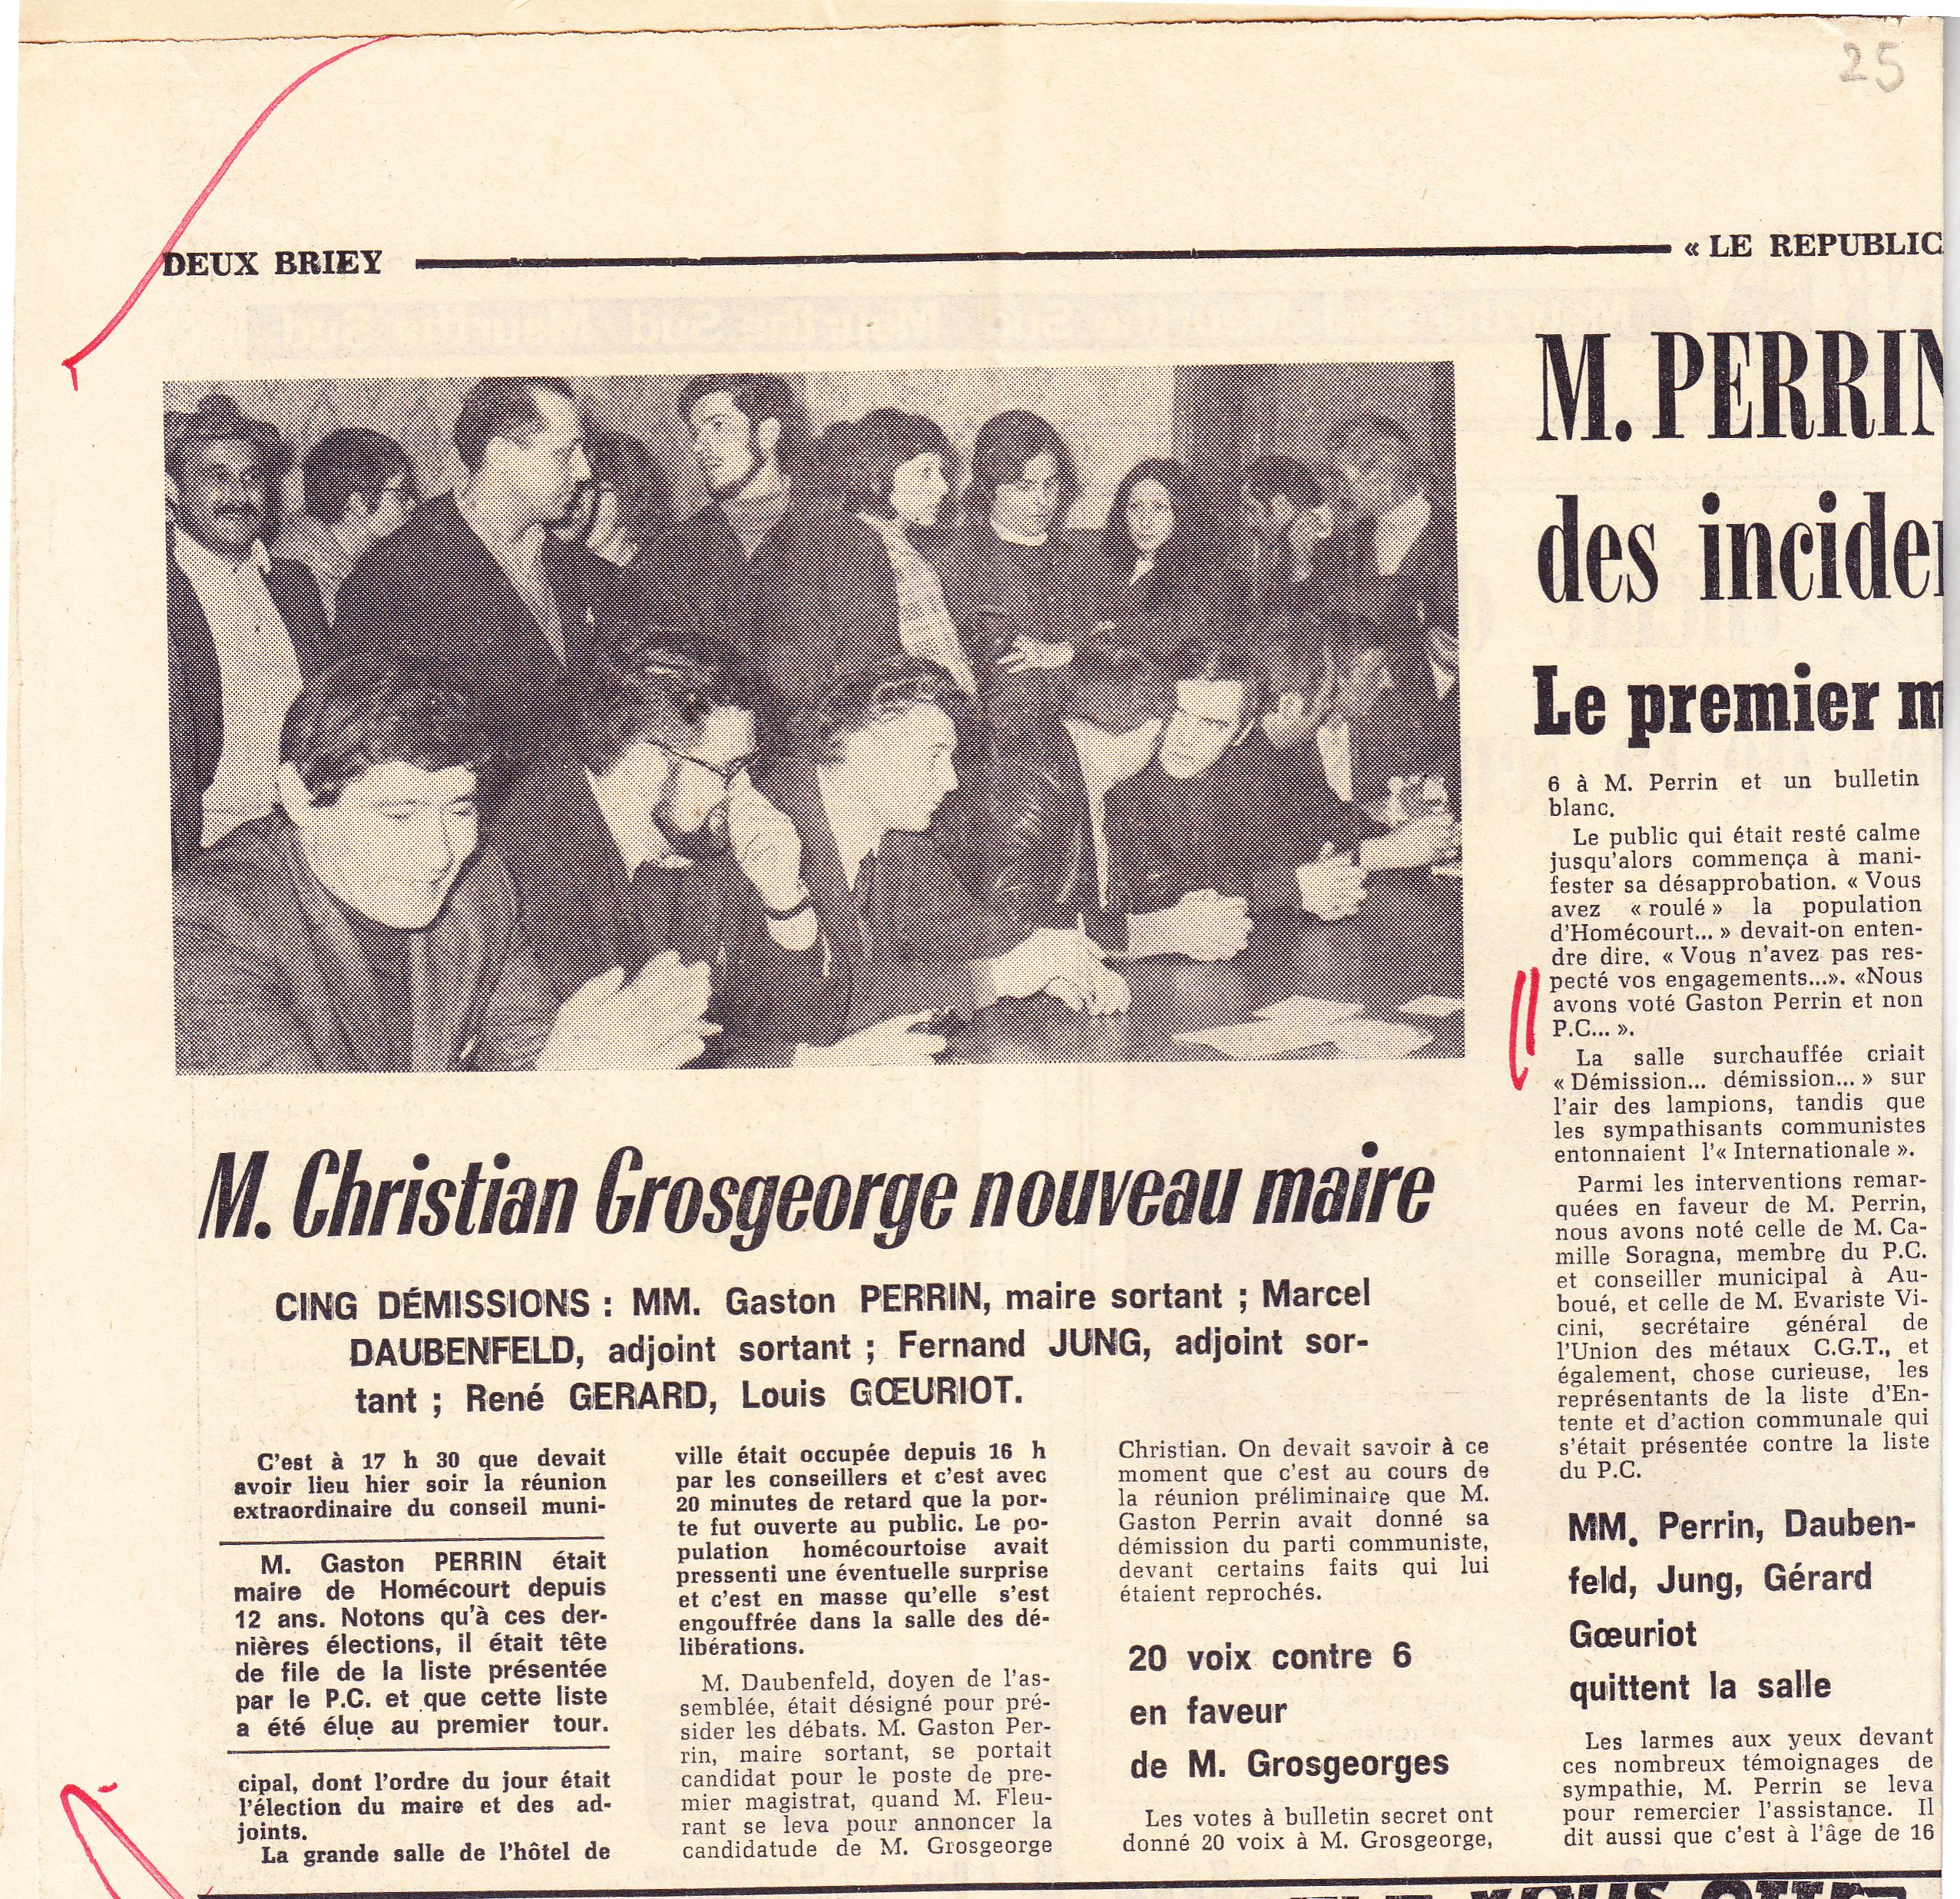 25
DEUX BRIEY
« LE REPUBLIC
M. PERRIN
des incide
Le premier m
M. Christian Grosgeorge nouveau maire
CINQ DÉMISSIONS : MM. Gaston PERRIN, maire sortant ; Marcel
DAUBENFELD, adjoint sortant ; Fernand JUNG, adjoint sor-
tant ; René GERARD, Louis GŒURIOT.
C'est à 17 h 30 que devait
avoir lieu hier soir la réunion
extraordinaire du conseil muni-
M. Gaston PERRIN était
maire de Homécourt depuis
12 ans. Notons qu'à ces der-
nières élections, il était tête
de file de la liste présentée
par le P.C. et que cette liste
a été élue au premier tour.
cipal, dont l'ordre du jour était
l'élection du maire et des ad-
joints.
La grande salle de l'hôtel de
ville était occupée depuis 16 h
par les conseillers et c'est avec
20 minutes de retard que la por-
te fut ouverte au public. Le po-
pulation homécourtoise avait
pressenti une éventuelle surprise
et c'est en masse qu'elle s'est
engouffrée dans la salle des dé-
libérations.
M. Daubenfeld, doyen de l'as-
semblée, était désigné pour pré-
sider les débats. M. Gaston Per-
rin, maire sortant, se portait
candidat pour le poste de pre-
mier magistrat, quand M. Fleu-
rant se leva pour annoncer la
candidatude de M. Grosgeorge
Christian. On devait savoir à ce
moment que c'est au cours de
la réunion préliminaire que M.
Gaston Perrin avait donné sa
démission du parti communiste,
devant certains faits qui lui
étaient reprochés.
20 voix contre 6
en faveur
de M. Grosgeorges
Les votes à bulletin secret ont
donné 20 voix à M. Grosgeorge,
6 à M. Perrin et un bulletin
blanc.
Le public qui était resté calme
jusqu'alors commença à mani-
fester sa désapprobation. « Vous
avez « roulé » la population
d'Homécourt... » devait-on enten-
dre dire. « Vous n'avez pas res-
pecté vos engagements...». «Nous
avons voté Gaston Perrin et non
P.C... ».
La salle surchauffée criait
« Démission... démission... » sur
l'air des lampions, tandis que
les sympathisants communistes
entonnaient l'« Internationale ».
Parmi les interventions remar-
quées en faveur de M. Perrin,
nous avons noté celle de M. Ca-
mille Soragna, membre du P.C.
et conseiller municipal à Au-
boué, et celle de M. Evariste Vi-
cini, secrétaire général de
l'Union des métaux C.G.T., et
également, chose curieuse, les
représentants de la liste d'En-
tente et d'action communale qui
s'était présentée contre la liste
du P.C.
MM. Perrin, Dauben-
feld, Jung, Gérard
Gœuriot
quittent la salle
Les larmes aux yeux devant
ces nombreux témoignages de
sympathie, M. Perrin se leva
pour remercier l'assistance. Il
dit aussi que c'est à l'âge de 16